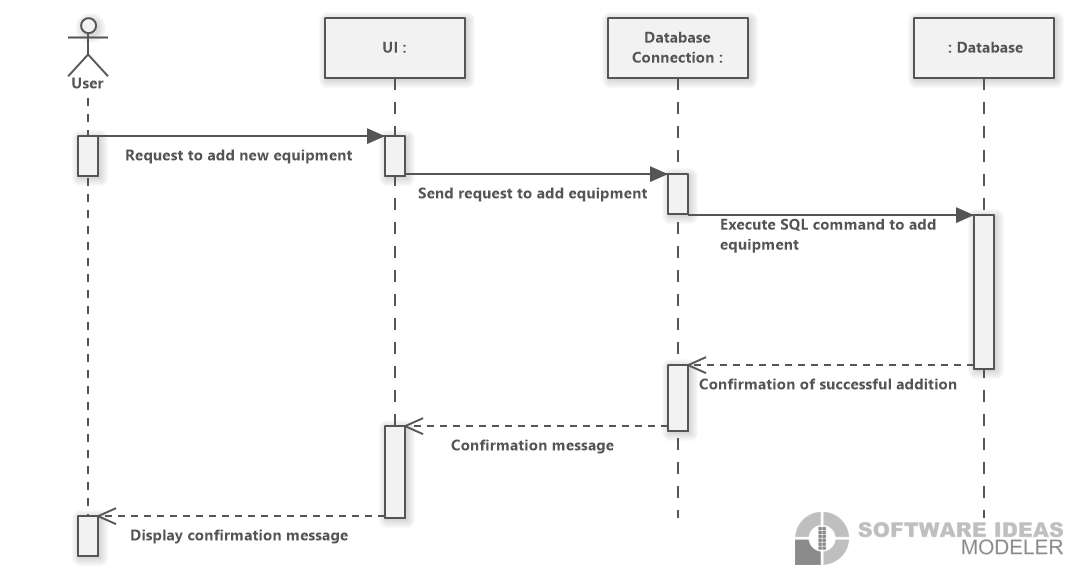 User
UI :
Database
Connection :
: Database
Request to add new equipment
Send request to add equipment
Execute SQL command to add
equipment
Confirmation of successful addition
Confirmation message
Display confirmation message
SOFTWARE IDEAS
MODELER